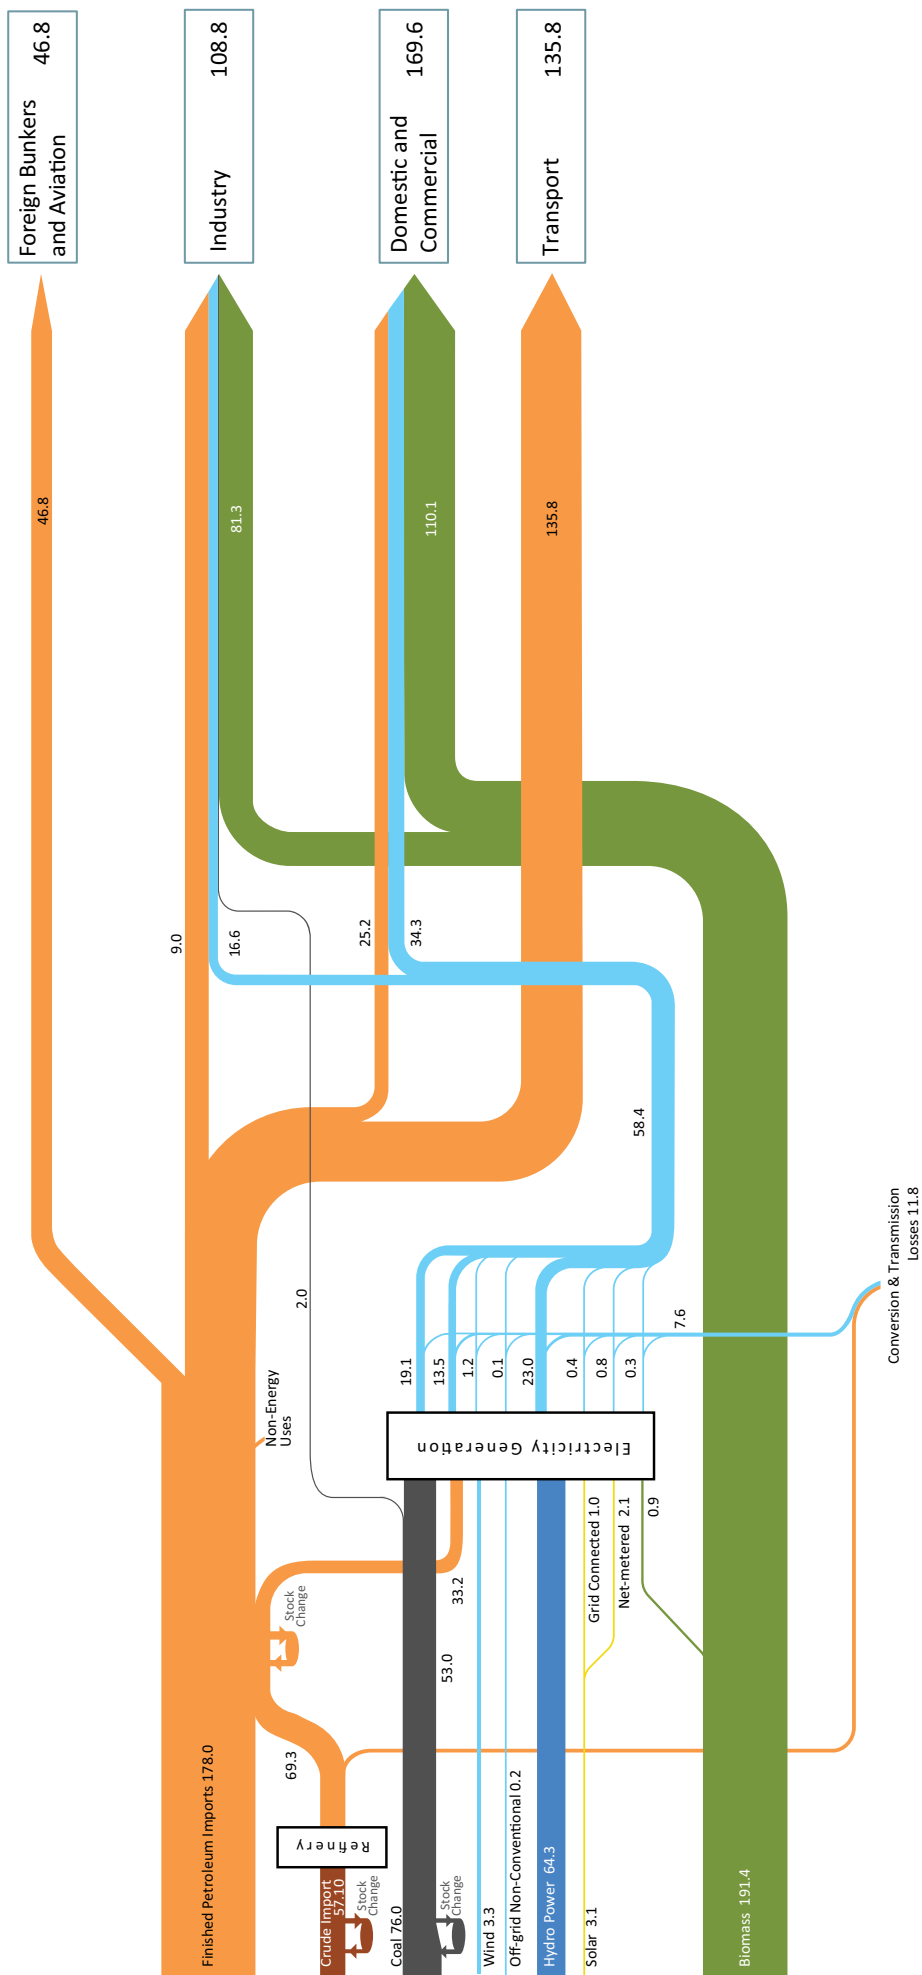 Foreign Bunkers
and Aviation
46.8
Industry
108.8
Domestic and
Commercial
169.6
Transport
135.8
46.8
81.3
110.1
135.8
9.0
16.6
25.2
34.3
58.4
2.0
Non-Energy
Uses
19.1
13.5
1.2
0.1
23.0
0.4
0.8
0.3
7.6
Conversion & Transmission
Losses 11.8
Electricity Generation
Stock
Change
33.2
53.0
Grid Connected 1.0
Net-metered 2.1
0.9
69.3
Refinery
Finished Petroleum Imports 178.0
Crude Import
57.10
Stock
Change
Coal 76.0
Stock
Change
Wind 3.3
Off-grid Non-Conventional 0.2
Hydro Power 64.3
Solar 3.1
Biomass 191.4